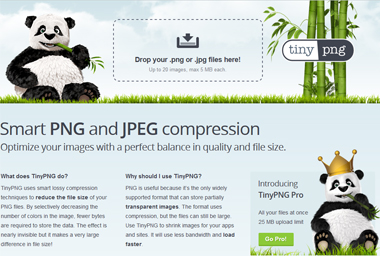 Drop your .png or .jpg files here!
Up to 20 images, max 5 MB each.
tiny png
Smart PNG and JPEG compression
Optimize your images with a perfect balance in quality and file size.
What does TinyPNG do?
TinyPNG uses smart lossy compression
techniques to reduce the file size of
your PNG files. By selectively decreasing the
number of colors in the image, fewer bytes
are required to store the data. The effect is
nearly invisible but it makes a very large
difference in file size!
Why should I use TinyPNG?
PNG is useful because it's the only widely
supported format that can store partially
transparent images. The format uses
compression, but the files can still be large.
Use TinyPNG to shrink images for your apps
and sites. It will use less bandwidth and load
faster.
Introducing
TinyPNG Pro
All your files at once
25 MB upload limit
Go Pro!